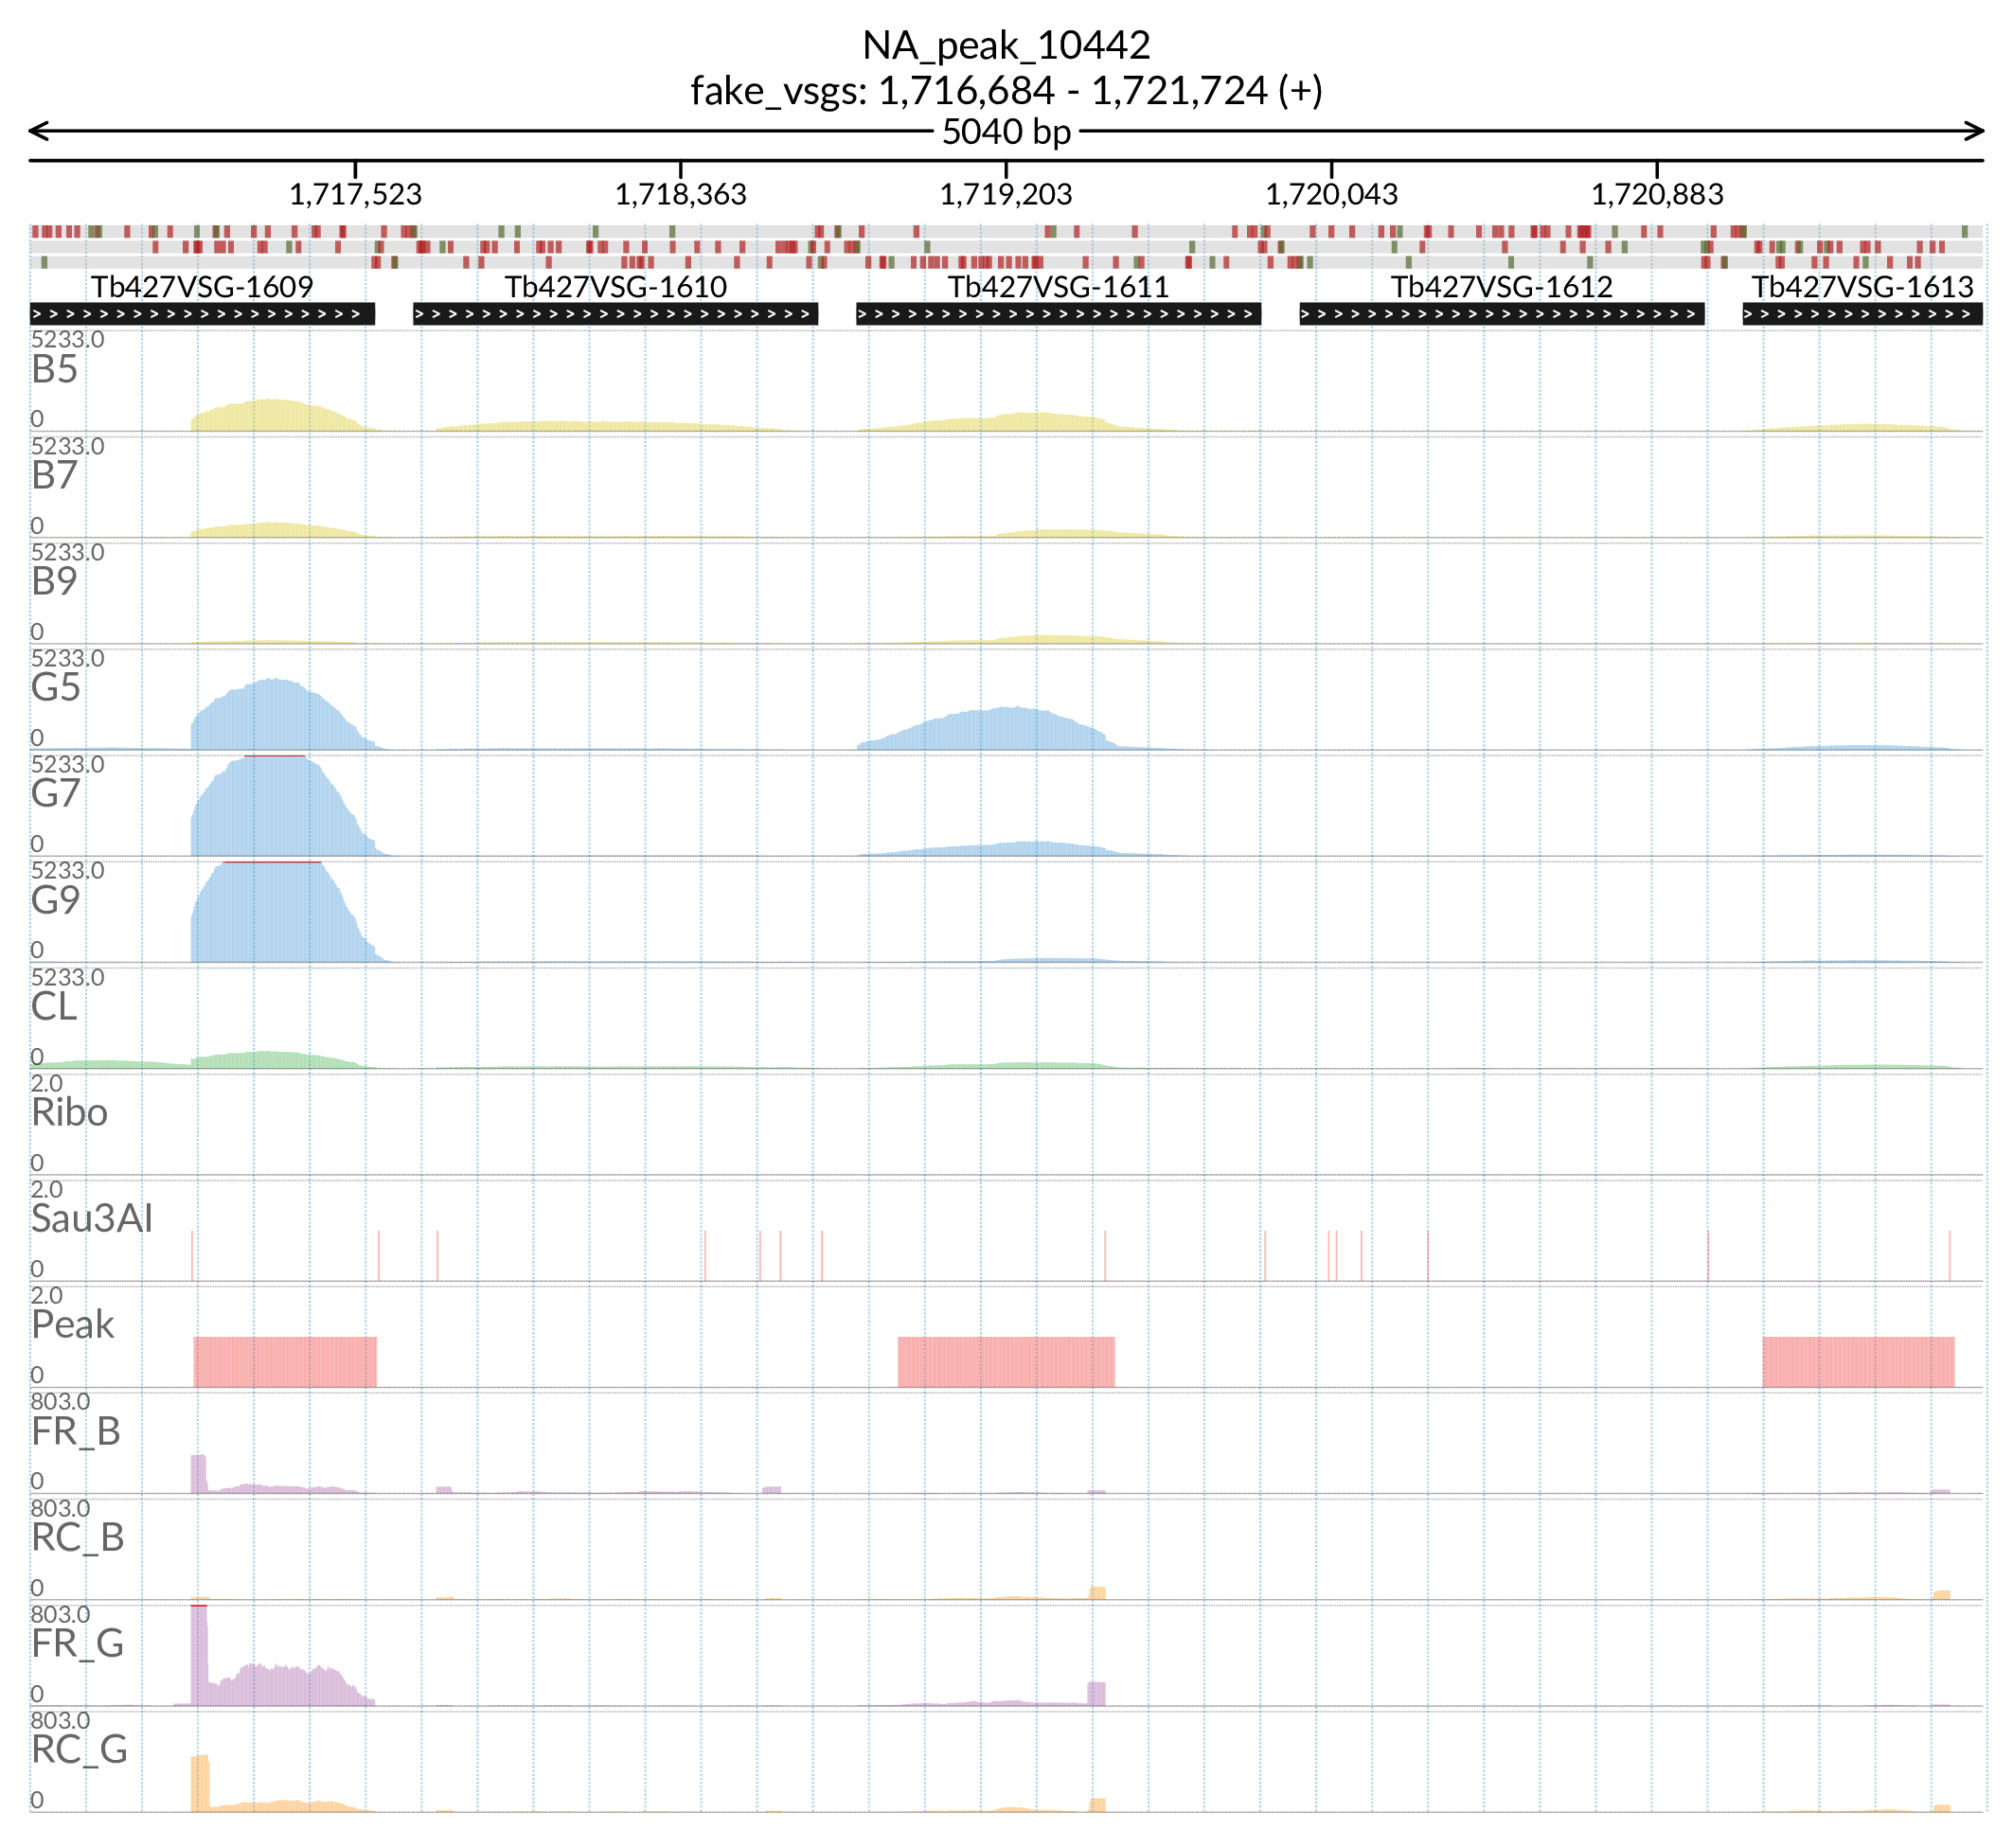 NA_peak_10442
fake_vsgs: 1,716,684 - 1,721,724 (+)
5040 bp
1,717,523 1,718,363 1,719,203 1,720,043 1,720,883
Tb427VSG-1609 Tb427VSG-1610 Tb427VSG-1611 Tb427VSG-1612 Tb427VSG-1613
5233.0
B5
0
5233.0
B7
0
5233.0
B9
0
5233.0
G5
0
5233.0
G7
0
5233.0
G9
0
5233.0
CL
0
2.0
Ribo
0
2.0
Sau3AI
0
2.0
Peak
0
803.0
FR_B
0
803.0
RC_B
0
803.0
FR_G
0
803.0
RC_G
0